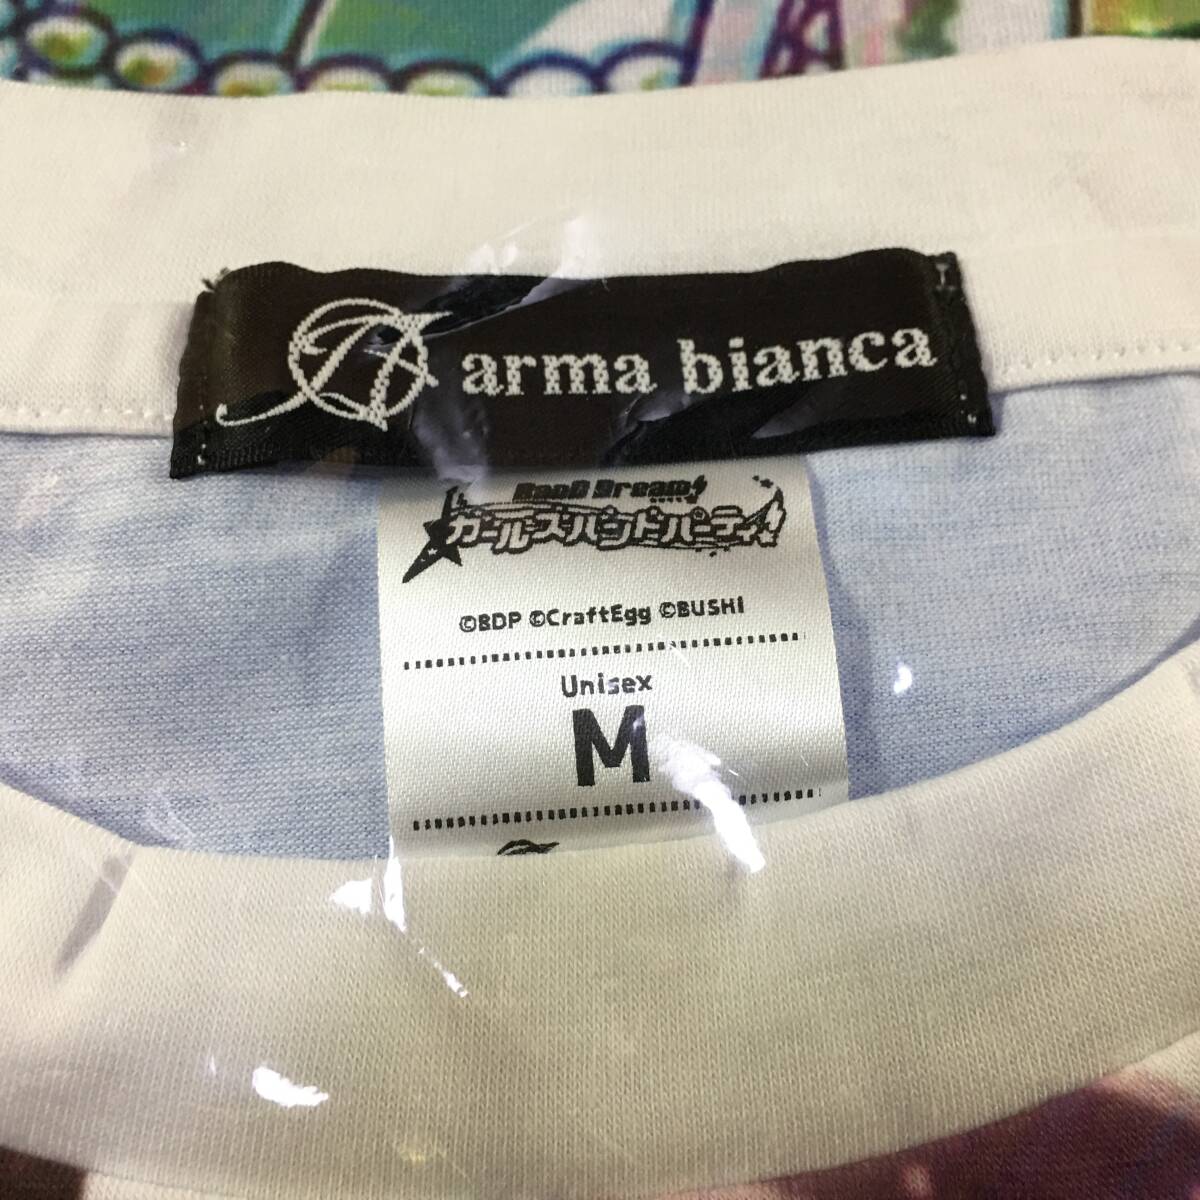 arma bianca
BanG Dream!
ガールズバンドパーティ!
©BDP ©CraftEgg ©BUSHI
Unisex
M